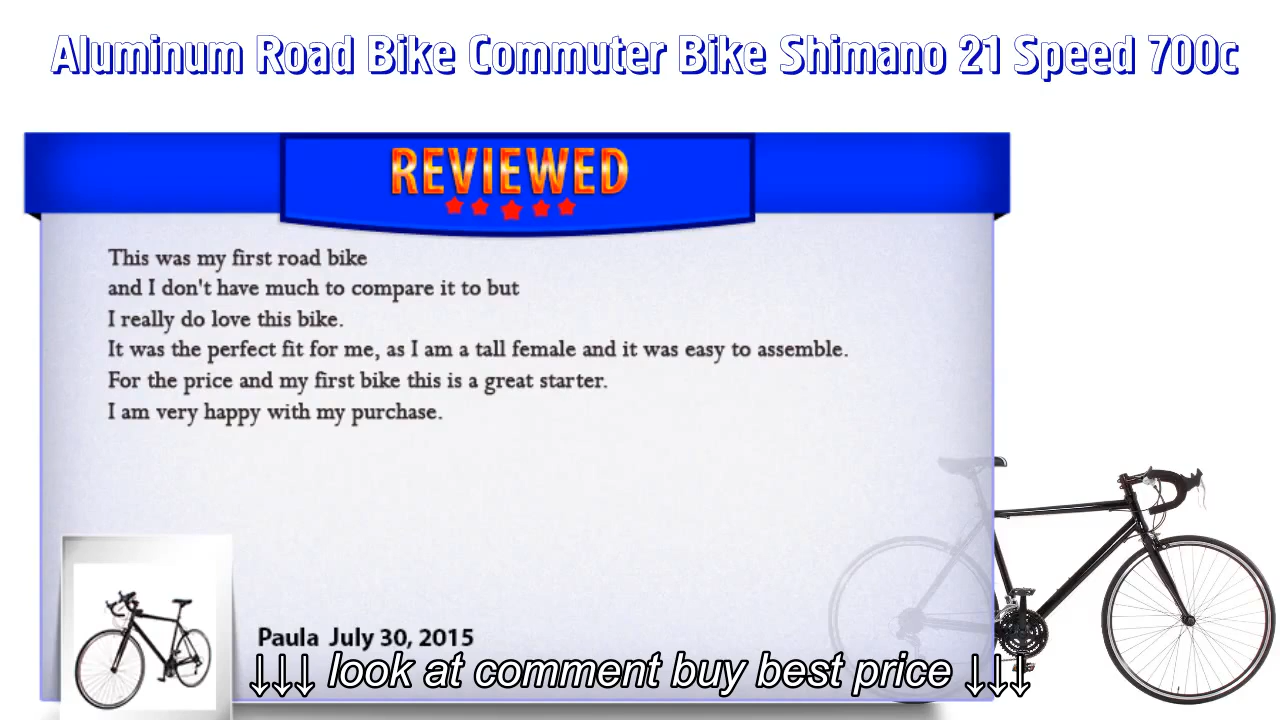 Aluminum Road Bike Commuter Bike Shimano 21 Speed 700c
REVIEWED
This was my first road bike
and I don't have much to compare it to but
I really do love this bike.
It was the perfect fit for me, as I am a tall female and it was easy to assemble.
For the price and my first bike this is a great starter.
I am very happy with my purchase.
Paula July 30, 2015
↓↓↓ look at comment buy best price ↓↓↓